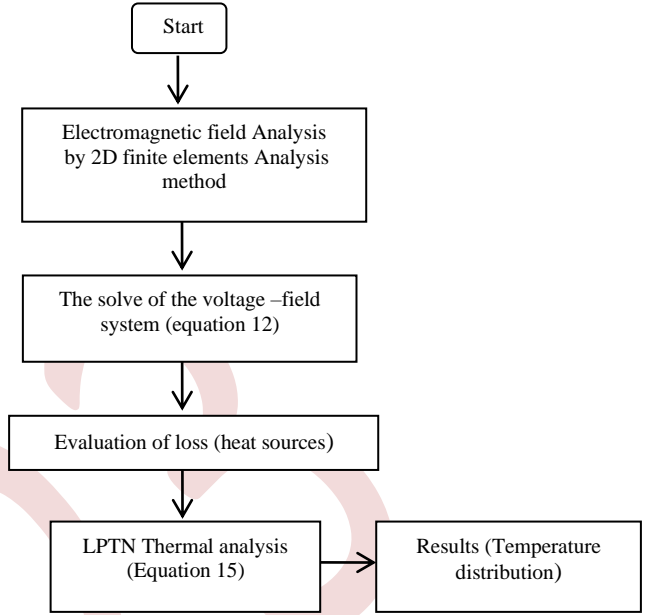 Start
Electromagnetic field Analysis
by 2D finite elements Analysis
method
The solve of the voltage –field
system (equation 12)
Evaluation of loss (heat sources)
LPTN Thermal analysis
(Equation 15)
Results (Temperature
distribution)